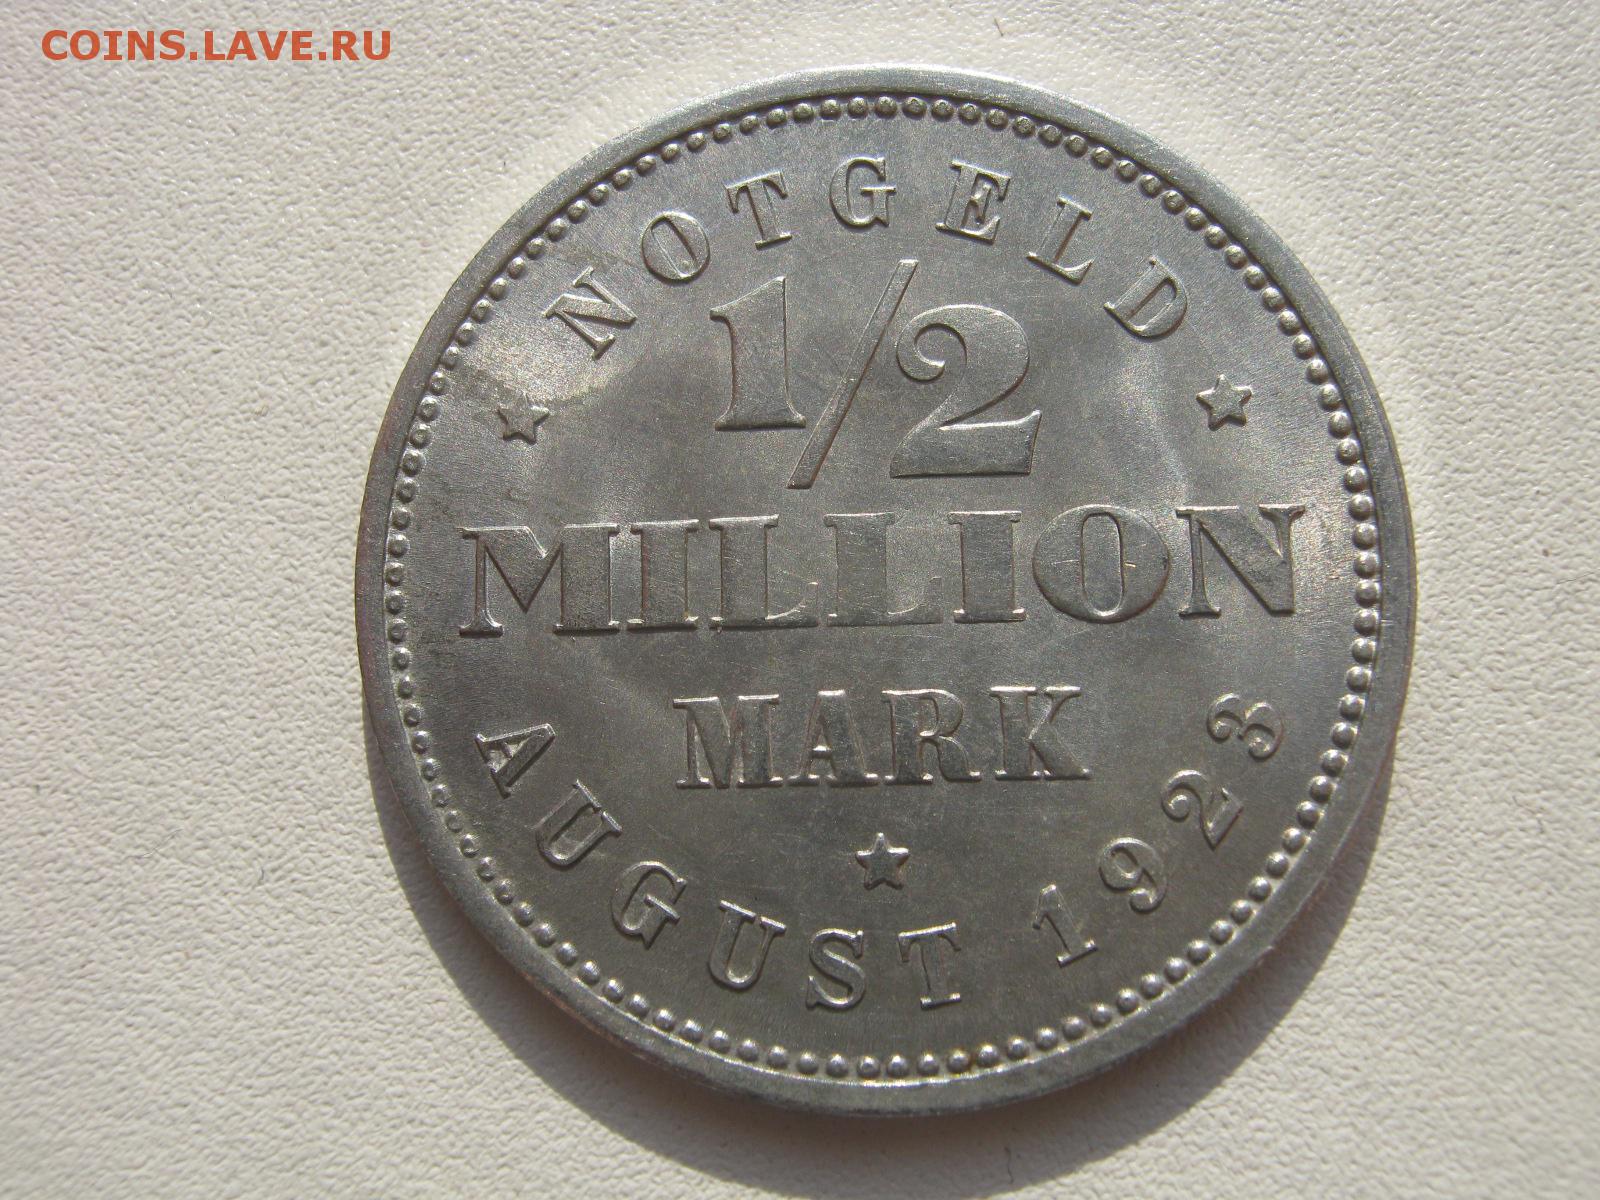 COINS.LAVE.RU
NOTGELD
1/2
MILLION
MARK
AUGUST 1923